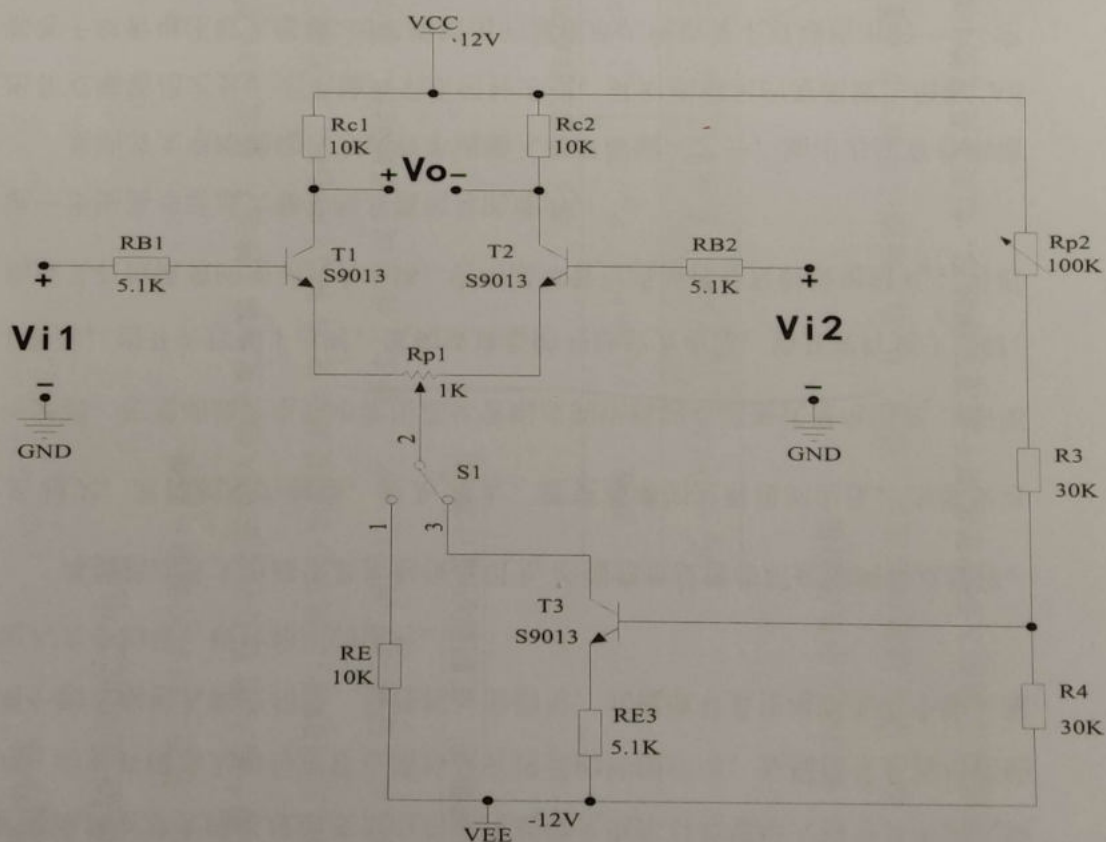 VCC
·12V
Rc1
10K
Rc2
10K
+ Vo -
RB1
5.1K
T1
S9013
T2
S9013
RB2
5.1K
Rp2
100K
+
Vi1
-
GND
+
Vi2
-
GND
Rp1
1K
2
S1
1
3
R3
30K
T3
S9013
RE
10K
RE3
5.1K
R4
30K
VEE
-12V